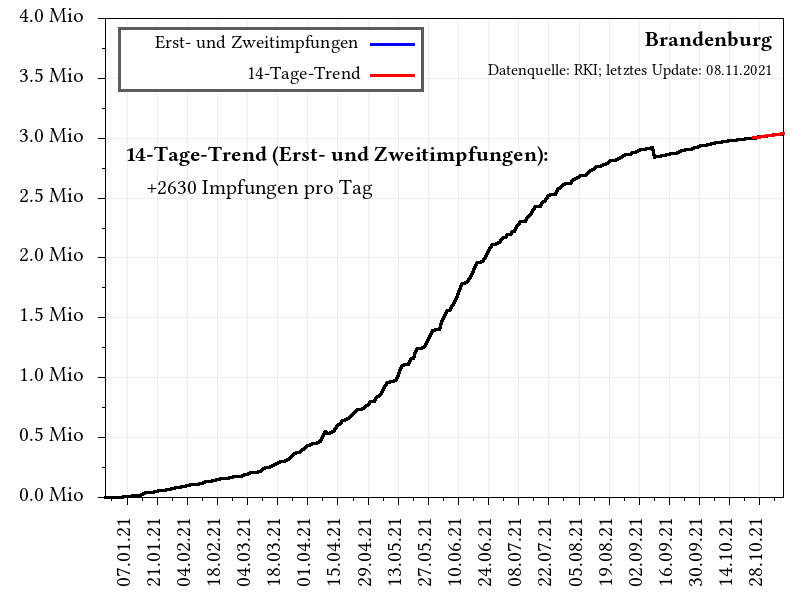 4.0 Mio
3.5 Mio
3.0 Mio
2.5 Mio
2.0 Mio
1.5 Mio
1.0 Mio
0.5 Mio
0.0 Mio
Erst- und Zweitimpfungen
14-Tage-Trend
Brandenburg
Datenquelle: RKI; letztes Update: 08.11.2021
14-Tage-Trend (Erst- und Zweitimpfungen):
+2630 Impfungen pro Tag
07.01.21
21.01.21
04.02.21
18.02.21
04.03.21
18.03.21
01.04.21
15.04.21
29.04.21
13.05.21
27.05.21
10.06.21
24.06.21
08.07.21
22.07.21
05.08.21
19.08.21
02.09.21
16.09.21
30.09.21
14.10.21
28.10.21